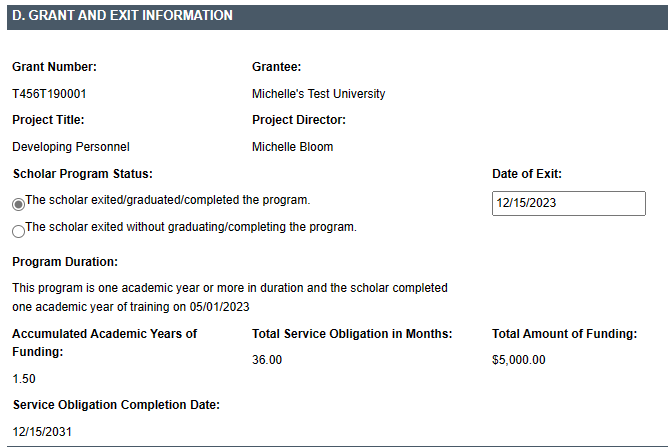 D. GRANT AND EXIT INFORMATION
Grant Number:
Grantee:
T456T190001
Michelle's Test University
Project Title:
Project Director:
Developing Personnel
Michelle Bloom
Scholar Program Status:
Date of Exit:
The scholar exited/graduated/completed the program.
12/15/2023
The scholar exited without graduating/completing the program.
Program Duration:
This program is one academic year or more in duration and the scholar completed
one academic year of training on 05/01/2023
Accumulated Academic Years of
Funding:
Total Service Obligation in Months:
Total Amount of Funding:
36.00
$5,000.00
1.50
Service Obligation Completion Date:
12/15/2031